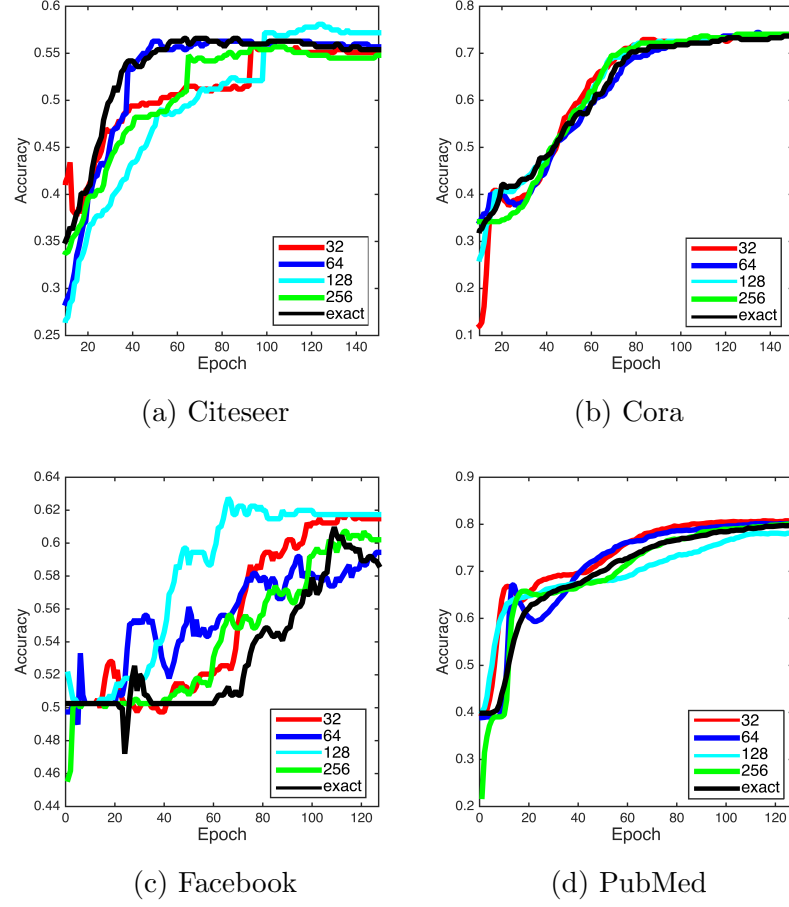 0.6
0.55
0.5
0.45
0.4
0.35
0.3
0.25
Accuracy
20 40 60 80 100 120 140
Epoch
32
64
128
256
exact
(a) Citeseer
0.8
0.7
0.6
0.5
0.4
0.3
0.2
0.1
Accuracy
20 40 60 80 100 120 140
Epoch
32
64
128
256
exact
(b) Cora
0.64
0.62
0.6
0.58
0.56
0.54
0.52
0.5
0.48
0.46
0.44
Accuracy
0 20 40 60 80 100 120
Epoch
32
64
128
256
exact
(c) Facebook
0.9
0.8
0.7
0.6
0.5
0.4
0.3
0.2
Accuracy
0 20 40 60 80 100 120
Epoch
32
64
128
256
exact
(d) PubMed